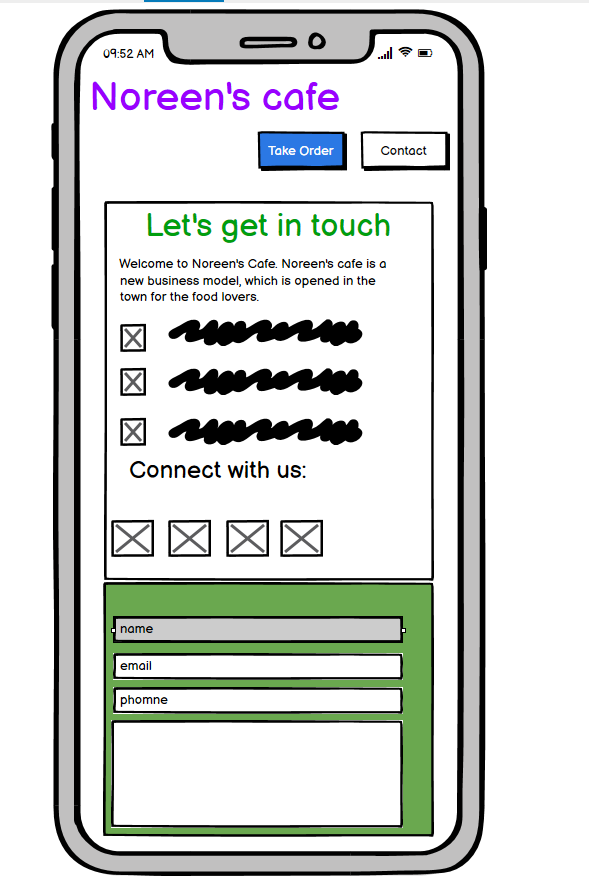 09:52 AM
Noreen's cafe
Take Order
Contact
Let's get in touch
Welcome to Noreen's Cafe. Noreen's cafe is a
new business model, which is opened in the
town for the food lovers.
Connect with us:
name
email
phomne